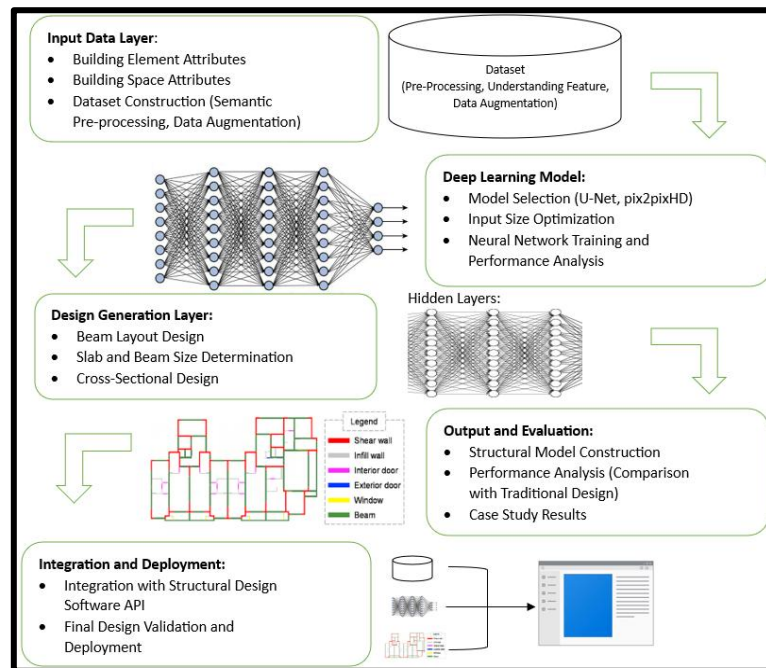 Input Data Layer:
• Building Element Attributes
• Building Space Attributes
• Dataset Construction (Semantic
Pre-processing, Data Augmentation)
Dataset
(Pre-Processing, Understanding Feature,
Data Augmentation)
Deep Learning Model:
• Model Selection (U-Net, pix2pixHD)
• Input Size Optimization
• Neural Network Training and
Performance Analysis
Hidden Layers:
Design Generation Layer:
• Beam Layout Design
• Slab and Beam Size Determination
• Cross-Sectional Design
Legend
Shear wall
Infill wall
Interior door
Exterior door
Window
Beam
Output and Evaluation:
• Structural Model Construction
• Performance Analysis (Comparison
with Traditional Design)
• Case Study Results
Integration and Deployment:
• Integration with Structural Design
Software API
• Final Design Validation and
Deployment